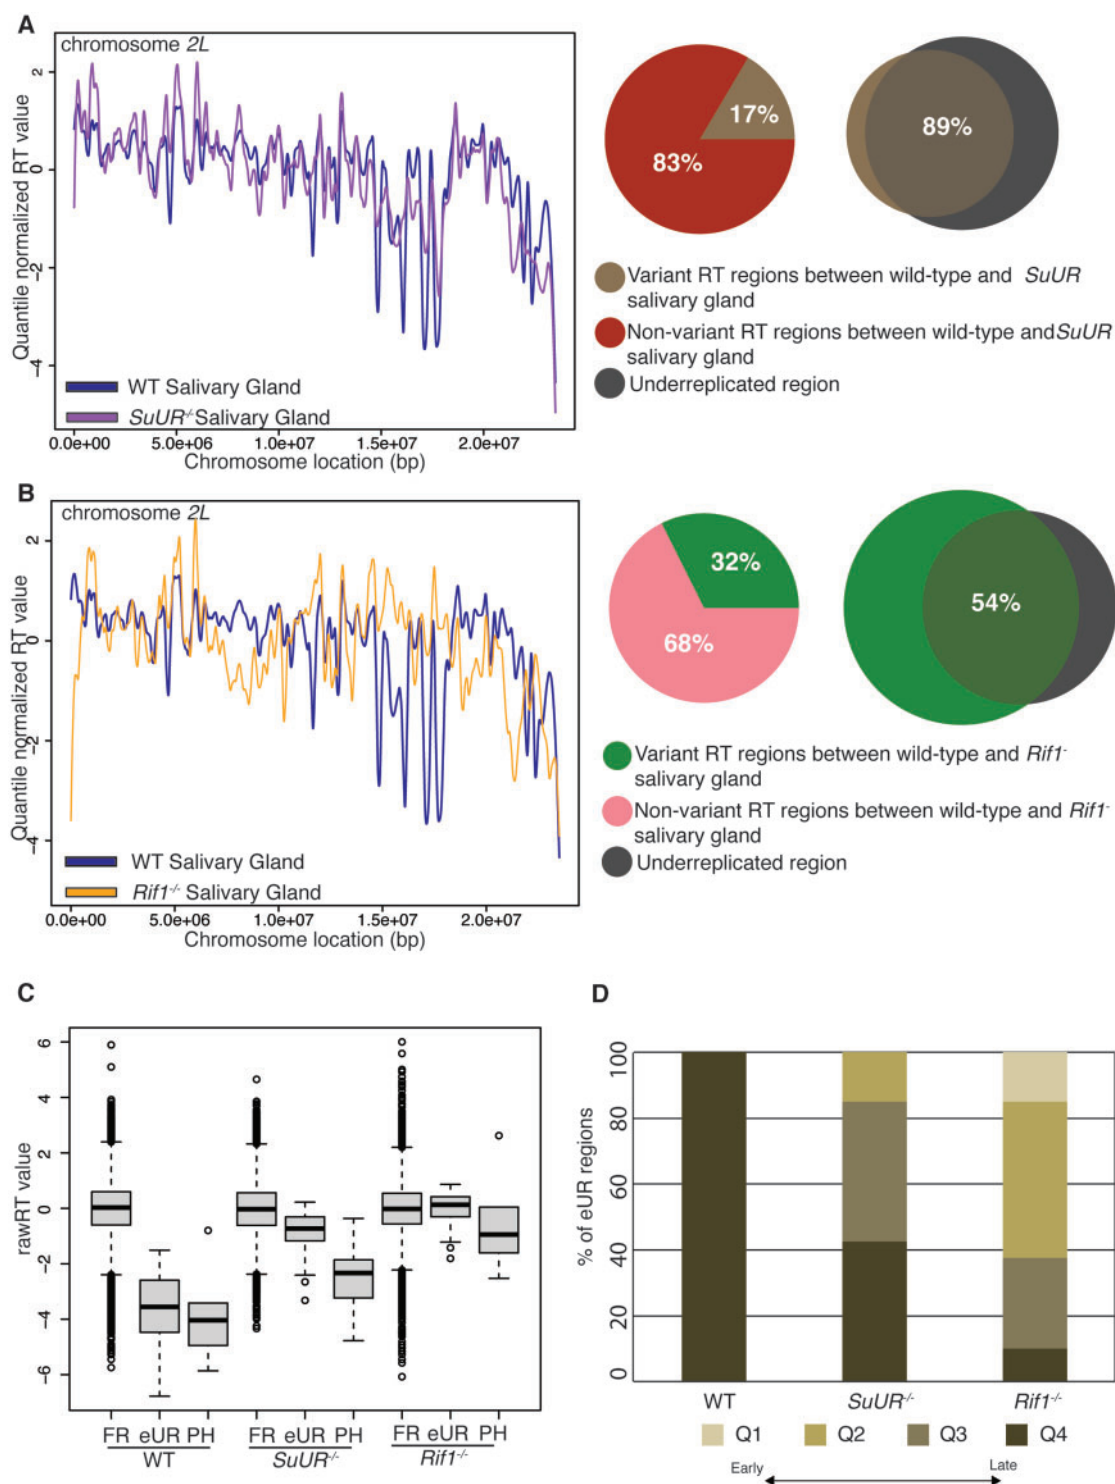 A
chromosome 2L
Quantile normalized RT value
2
0
−2
−4
WT Salivary Gland
SuUR-/-Salivary Gland
0.0e+00 5.0e+06 1.0e+07 1.5e+07 2.0e+07
Chromosome location (bp)
17%
83%
89%
Variant RT regions between wild-type and SuUR
salivary gland
Non-variant RT regions between wild-type and SuUR
salivary gland
Underreplicated region
B
chromosome 2L
Quantile normalized RT value
2
0
−2
−4
WT Salivary Gland
Rif1-/- Salivary Gland
0.0e+00 5.0e+06 1.0e+07 1.5e+07 2.0e+07
Chromosome location (bp)
32%
68%
54%
Variant RT regions between wild-type and Rif1-
salivary gland
Non-variant RT regions between wild-type and Rif1-
salivary gland
Underreplicated region
C
rawRT value
6
4
2
0
−2
−4
−6
FR eUR PH FR eUR PH FR eUR PH
WT SuUR-/- Rif1-/-
D
% of eUR regions
100
80
60
40
20
0
WT SuUR-/- Rif1-/-
Q1 Q2 Q3 Q4
Early Late